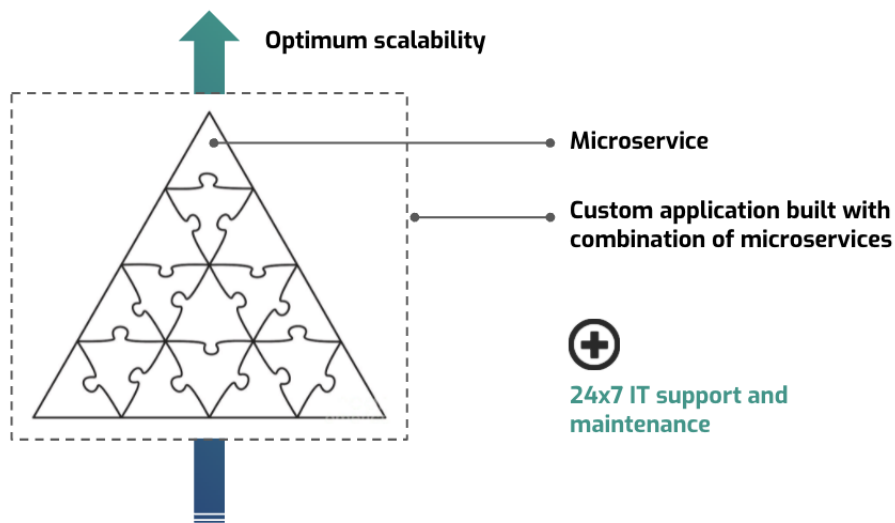 Optimum scalability
Microservice
Custom application built with
combination of microservices
24x7 IT support and
maintenance